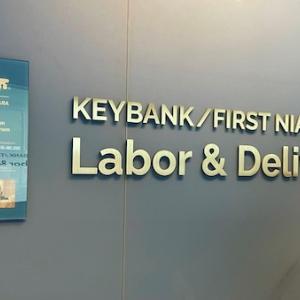 KEYBANK/FIRST NIA
Labor & Deli